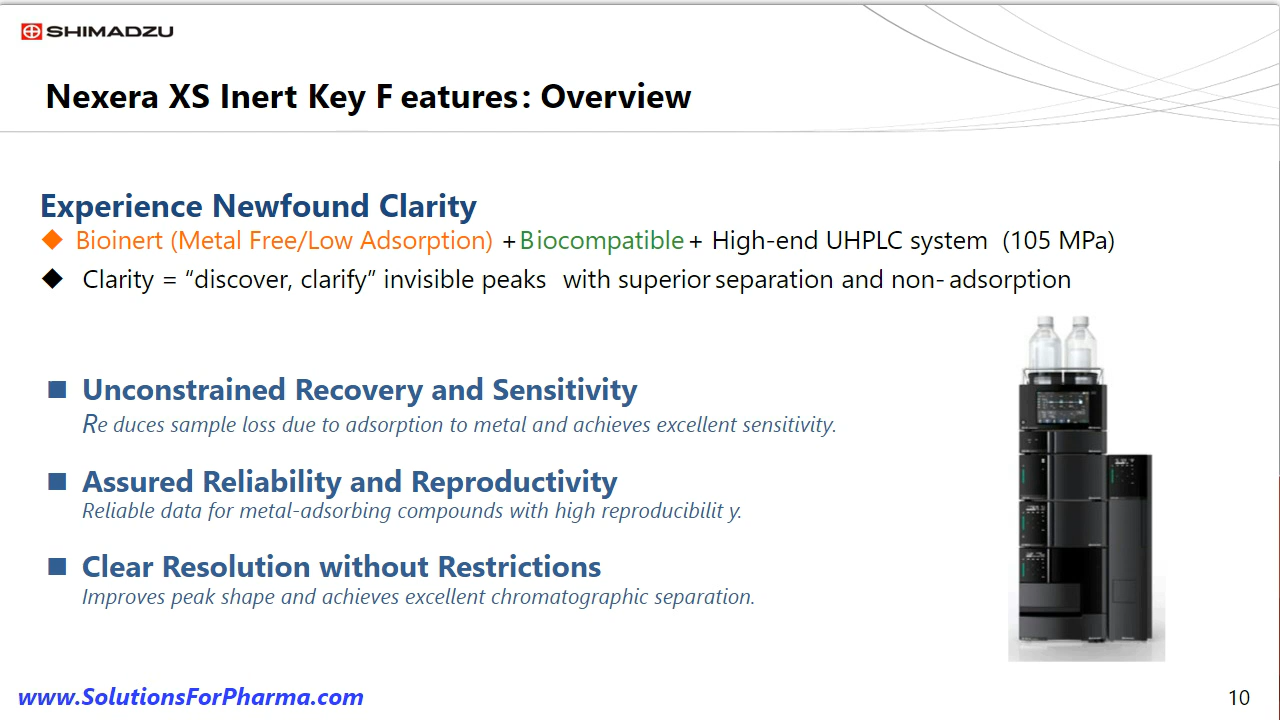 SHIMADZU
Nexera XS Inert Key F eatures: Overview
Experience Newfound Clarity
Bioinert (Metal Free/Low Adsorption) +Biocompatible + High-end UHPLC system (105 MPa)
Clarity = “discover, clarify” invisible peaks with superior separation and non- adsorption
Unconstrained Recovery and Sensitivity
Re duces sample loss due to adsorption to metal and achieves excellent sensitivity.
Assured Reliability and Reproductivity
Reliable data for metal-adsorbing compounds with high reproducibilit y.
Clear Resolution without Restrictions
Improves peak shape and achieves excellent chromatographic separation.
www.SolutionsForPharma.com
10